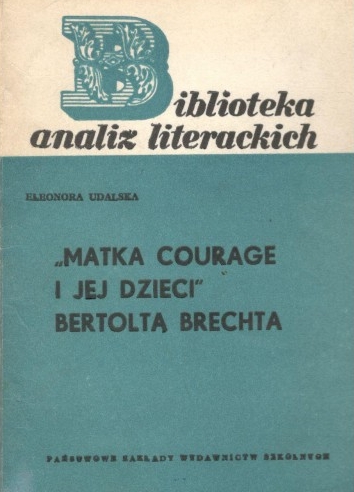 Biblioteka
analiz literackich
ELEONORA UDALSKA
„MATKA COURAGE
I JEJ DZIECI”
BERTOLTA BRECHTA
PAŃSTWOWE ZAKŁADY WYDAWNICTW SZKOLNYCH